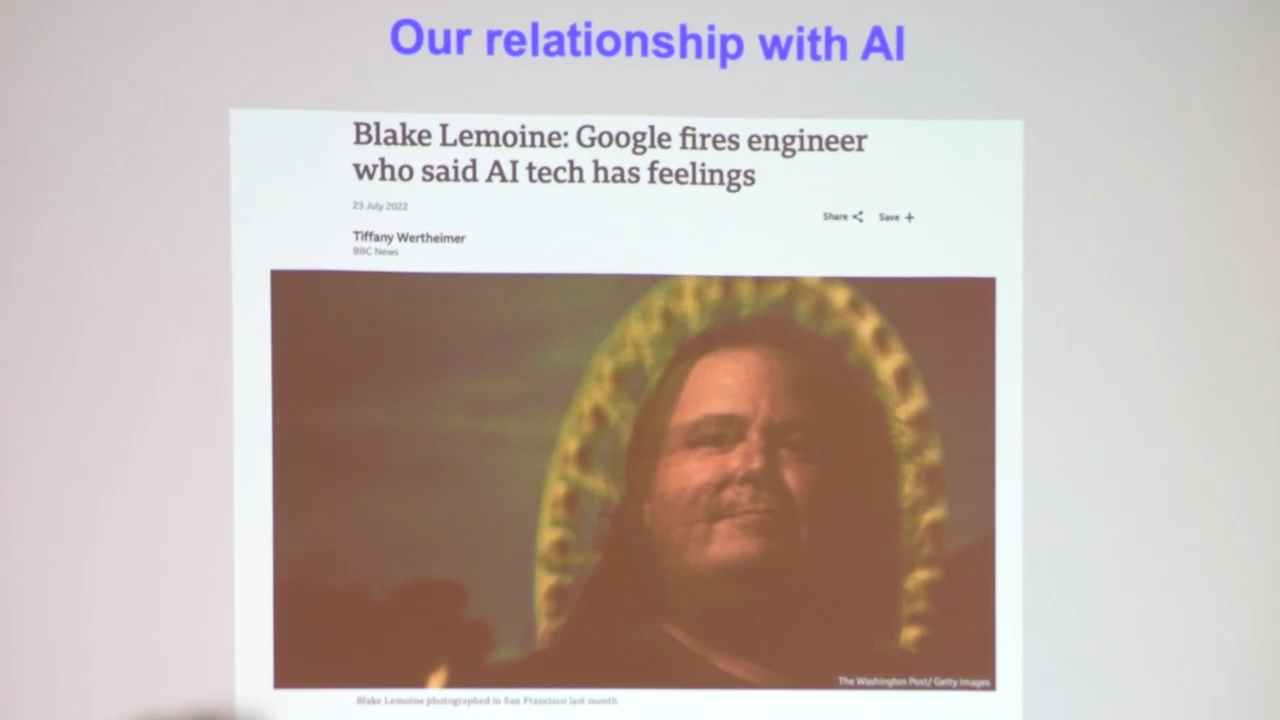 Our relationship with AI
Blake Lemoine: Google fires engineer
who said AI tech has feelings
23 July 2022
Share Save +
Tiffany Wertheimer
BBC News
The Washington Post/ Getty Images
Blake Lemoine photographed in San Francisco last month